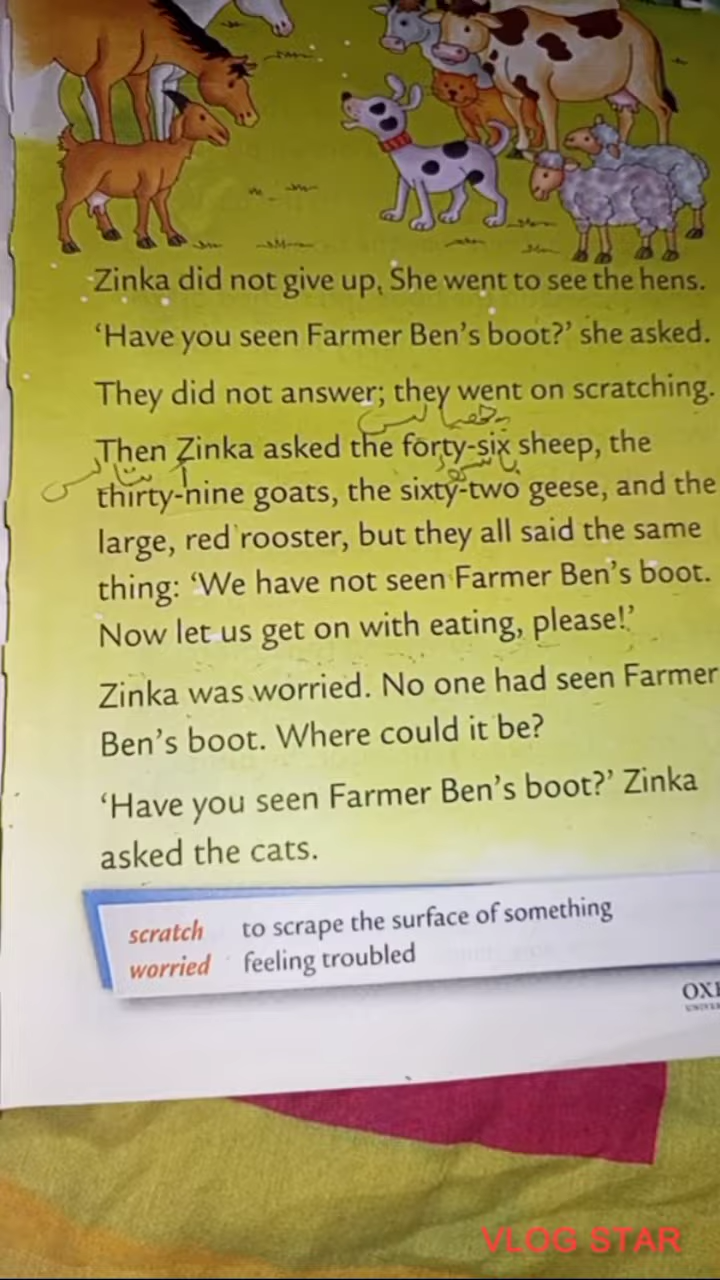 Zinka did not give up, She went to see the hens.
‘Have you seen Farmer Ben’s boot?’ she asked.
They did not answer; they went on scratching.
Then Zinka asked the forty-six sheep, the
thirty-nine goats, the sixty-two geese, and the
large, red rooster, but they all said the same
thing: ‘We have not seen Farmer Ben’s boot.
Now let us get on with eating, please!’
Zinka was worried. No one had seen Farmer
Ben’s boot. Where could it be?
‘Have you seen Farmer Ben’s boot?’ Zinka
asked the cats.
scratch to scrape the surface of something
worried feeling troubled
VLOG STAR